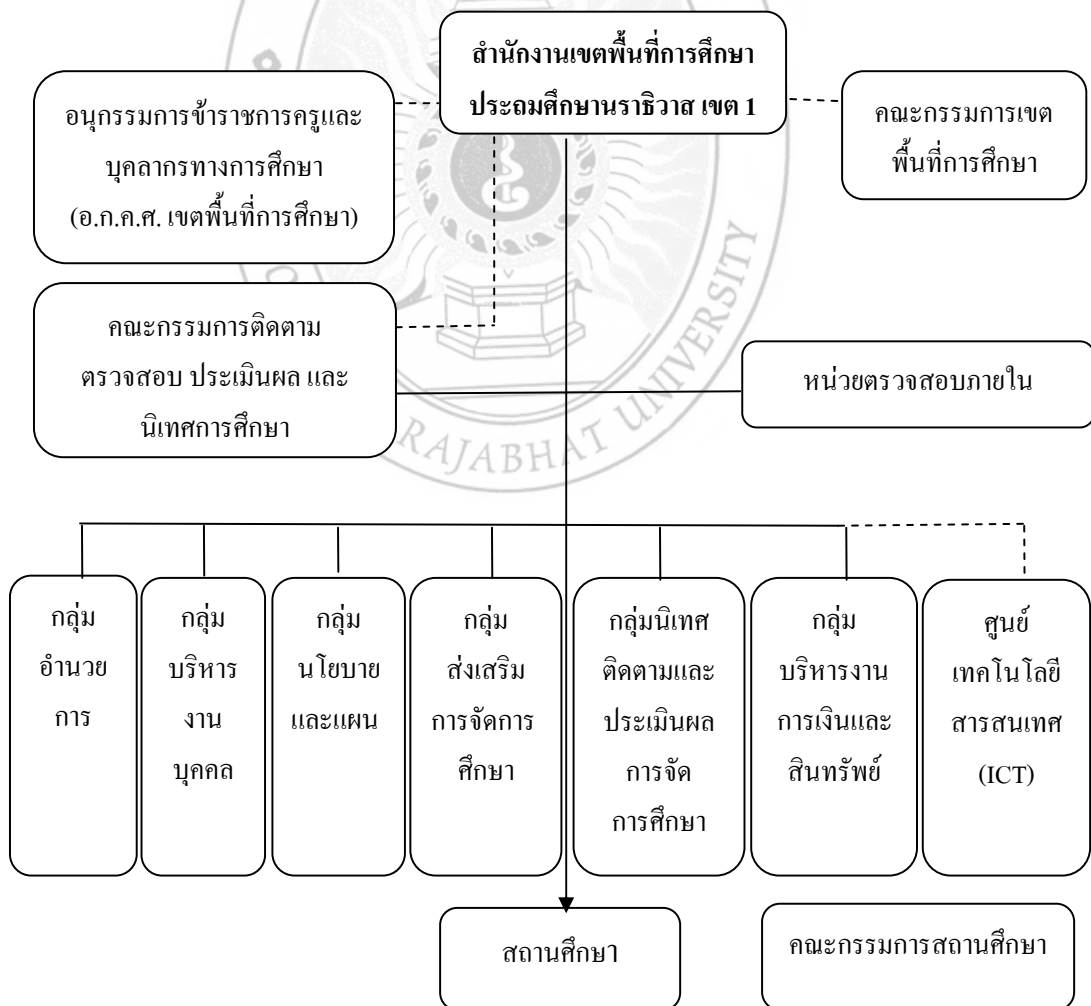 สำนักงานเขตพื้นที่การศึกษา
ประถมศึกษานราธิวาส เขต 1
อนุกรรมการข้าราชการครูและ
บุคลากรทางการศึกษา
(อ.ก.ค.ศ. เขตพื้นที่การศึกษา)
คณะกรรมการเขต
พื้นที่การศึกษา
คณะกรรมการติดตาม
ตรวจสอบ ประเมินผล และ
นิเทศการศึกษา
หน่วยตรวจสอบภายใน
RAJABHAT UNIVERSITY
กลุ่ม
อำนวย
การ
กลุ่ม
บริหาร
งาน
บุคคล
กลุ่ม
นโยบาย
และแผน
กลุ่ม
ส่งเสริม
การจัดการ
ศึกษา
กลุ่มนิเทศ
ติดตามและ
ประเมินผล
การจัด
การศึกษา
กลุ่ม
บริหารงาน
การเงินและ
สินทรัพย์
ศูนย์
เทคโนโลยี
สารสนเทศ
(ICT)
สถานศึกษา
คณะกรรมการสถานศึกษา